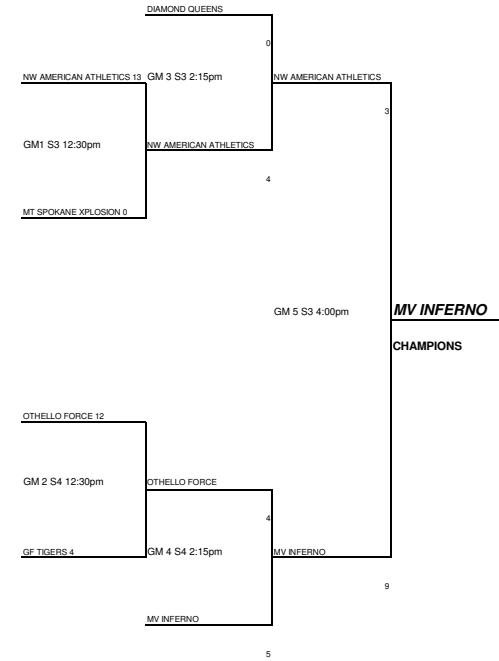 DIAMOND QUEENS
0
NW AMERICAN ATHLETICS 13
GM 3 S3 2:15pm
NW AMERICAN ATHLETICS
3
GM1 S3 12:30pm
NW AMERICAN ATHLETICS
4
MT SPOKANE XPLOSION 0
GM 5 S3 4:00pm
MV INFERNO
CHAMPIONS
OTHELLO FORCE 12
GM 2 S4 12:30pm
OTHELLO FORCE
4
GF TIGERS 4
GM 4 S4 2:15pm
MV INFERNO
9
MV INFERNO
5